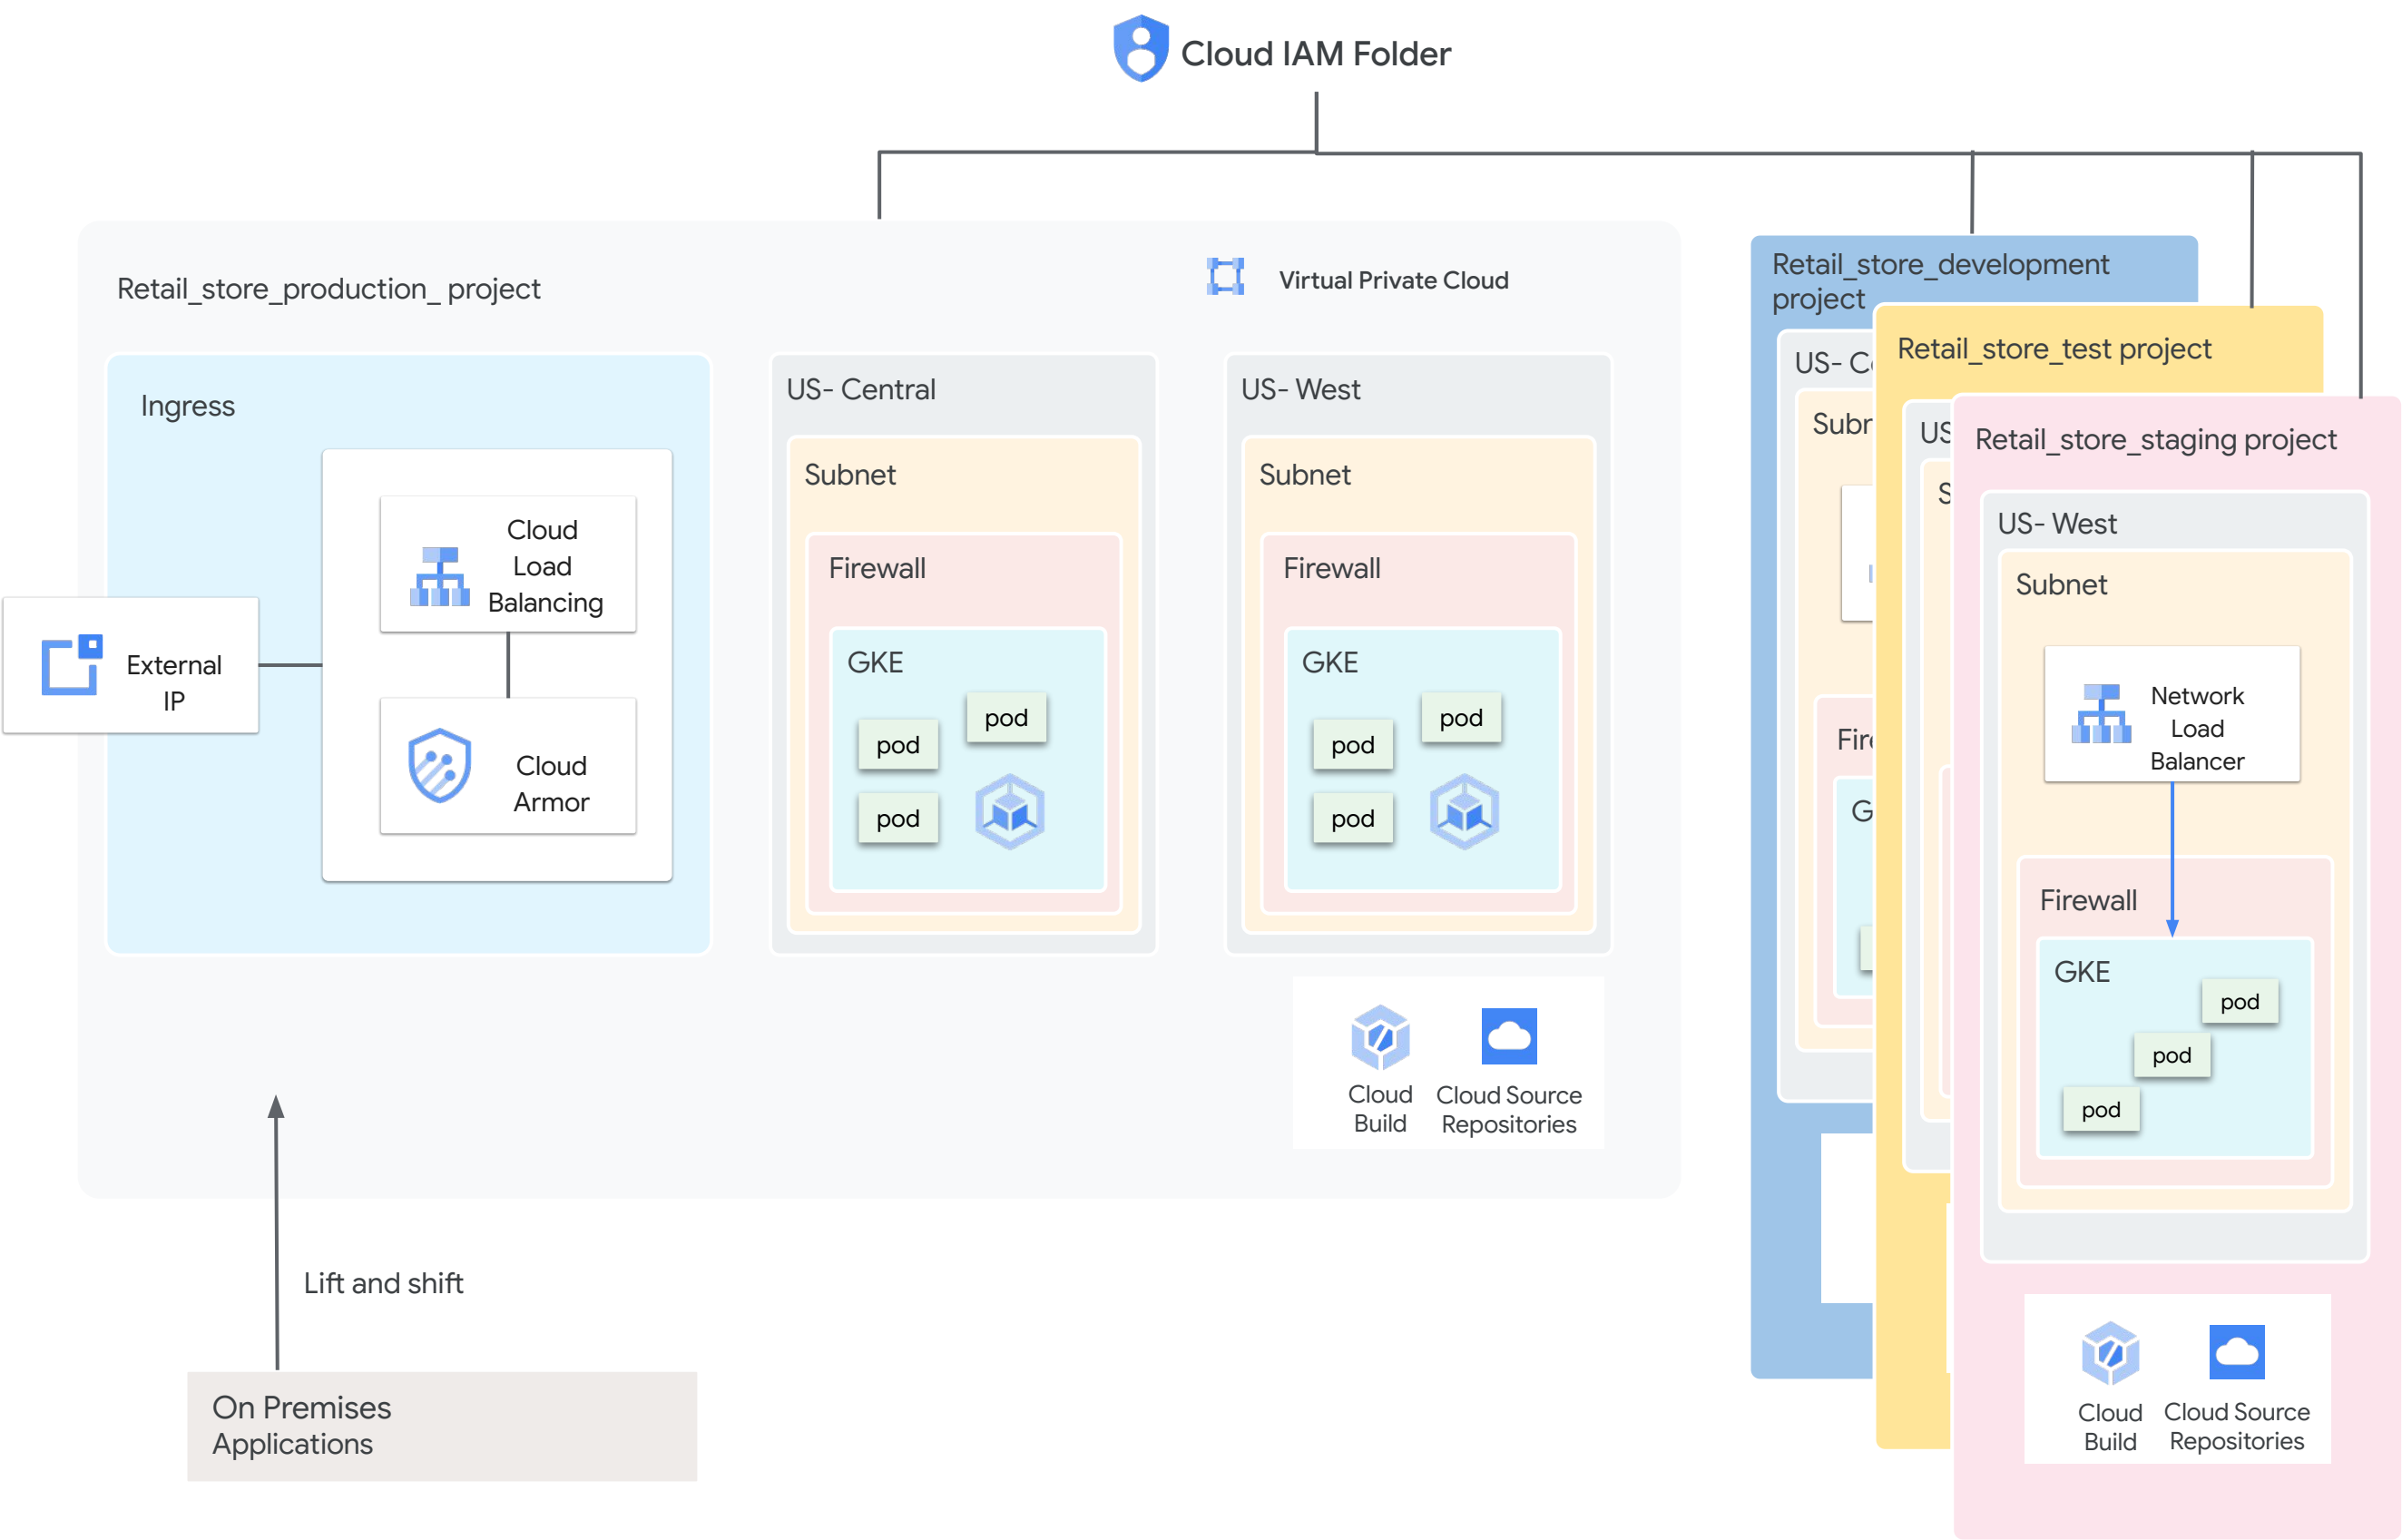 Cloud IAM Folder
Retail_store_production_ project
Virtual Private Cloud
Ingress
External
IP
Cloud
Load
Balancing
Cloud
Armor
US- Central
Subnet
Firewall
GKE
pod
pod
pod
US- West
Subnet
Firewall
GKE
pod
pod
pod
Cloud
Build
Cloud Source
Repositories
Lift and shift
On Premises
Applications
Retail_store_development
project
US-
Retail_store_test project
US
Retail_store_staging project
US- West
Subnet
Network
Load
Balancer
Firewall
GKE
pod
pod
pod
Cloud
Build
Cloud Source
Repositories